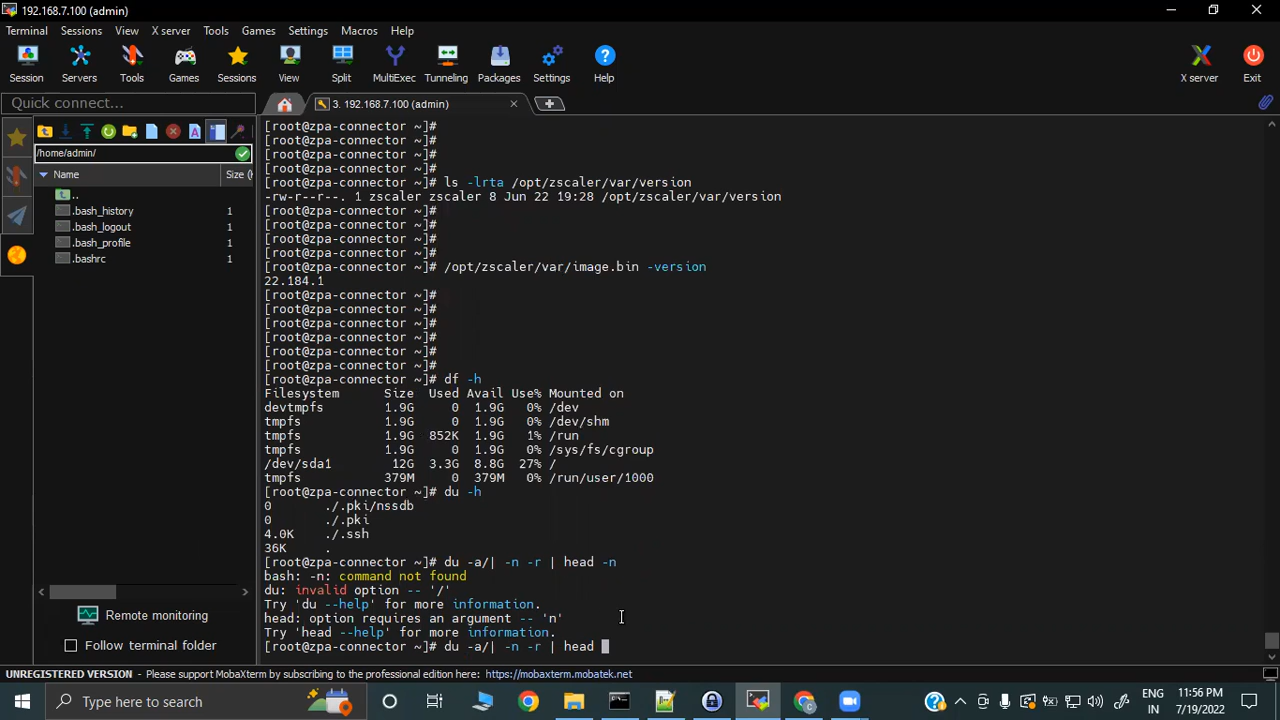 192.168.7.100 (admin)
Terminal Sessions View X server Tools Games Settings Macros Help
Session Servers Tools Games Sessions View Split MultiExec Tunneling Packages Settings Help X server Exit
Quick connect...
3. 192.168.7.100 (admin)
/home/admin/
Name Size (
..
.bash_history 1
.bash_logout 1
.bash_profile 1
.bashrc 1
Remote monitoring
Follow terminal folder
[root@zpa-connector ~]#
[root@zpa-connector ~]#
[root@zpa-connector ~]#
[root@zpa-connector ~]#
[root@zpa-connector ~]# ls -lrta /opt/zscaler/var/version
-rw-r--r--. 1 zscaler zscaler 8 Jun 22 19:28 /opt/zscaler/var/version
[root@zpa-connector ~]#
[root@zpa-connector ~]#
[root@zpa-connector ~]#
[root@zpa-connector ~]#
[root@zpa-connector ~]# /opt/zscaler/var/image.bin -version
22.184.1
[root@zpa-connector ~]#
[root@zpa-connector ~]#
[root@zpa-connector ~]#
[root@zpa-connector ~]#
[root@zpa-connector ~]#
[root@zpa-connector ~]#
[root@zpa-connector ~]# df -h
Filesystem Size Used Avail Use% Mounted on
devtmpfs 1.9G 0 1.9G 0% /dev
tmpfs 1.9G 0 1.9G 0% /dev/shm
tmpfs 1.9G 852K 1.9G 1% /run
tmpfs 1.9G 0 1.9G 0% /sys/fs/cgroup
/dev/sda1 12G 3.3G 8.8G 27% /
tmpfs 379M 0 379M 0% /run/user/1000
[root@zpa-connector ~]# du -h
0 ./.pki/nssdb
0 ./.pki
4.0K ./.ssh
36K .
[root@zpa-connector ~]# du -a/| -n -r | head -n
bash: -n: command not found
du: invalid option -- '/'
Try 'du --help' for more information.
head: option requires an argument -- 'n'
Try 'head --help' for more information.
[root@zpa-connector ~]# du -a/| -n -r | head
UNREGISTERED VERSION - Please support MobaXterm by subscribing to the professional edition here: https://mobaxterm.mobatek.net
Type here to search
ENG
IN
11:56 PM
7/19/2022